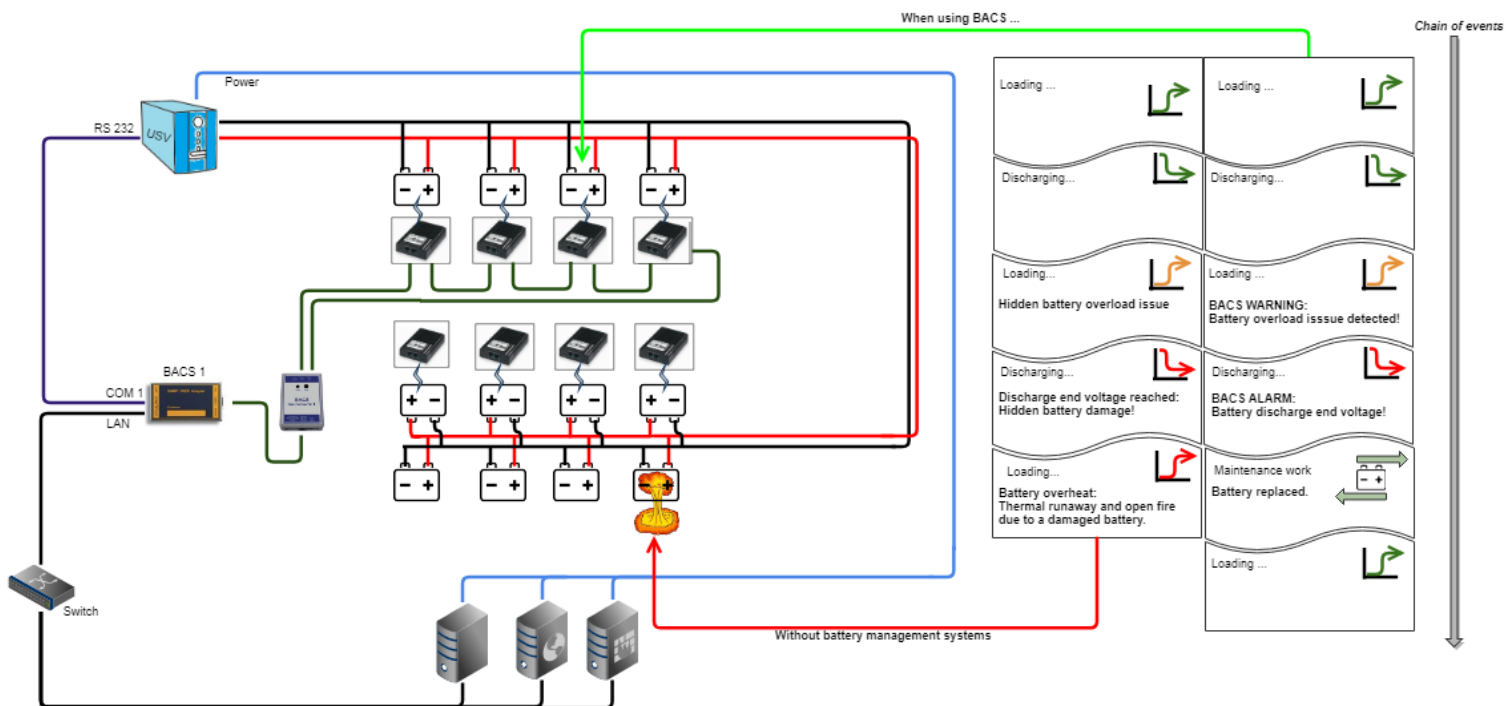 When using BACS ...
Chain of events
Power
RS 232
USV
BACS 1
COM 1
LAN
BACS
Switch
Without battery management systems
Loading ...
Discharging...
Loading...
Hidden battery overload issue
Discharging...
Discharge end voltage reached:
Hidden battery damage!
Loading...
Battery overheat:
Thermal runaway and open fire
due to a damaged battery.
Loading ...
Discharging...
Loading ...
BACS WARNING:
Battery overload isssue detected!
Discharging...
BACS ALARM:
Battery discharge end voltage!
Maintenance work
Battery replaced.
Loading ...